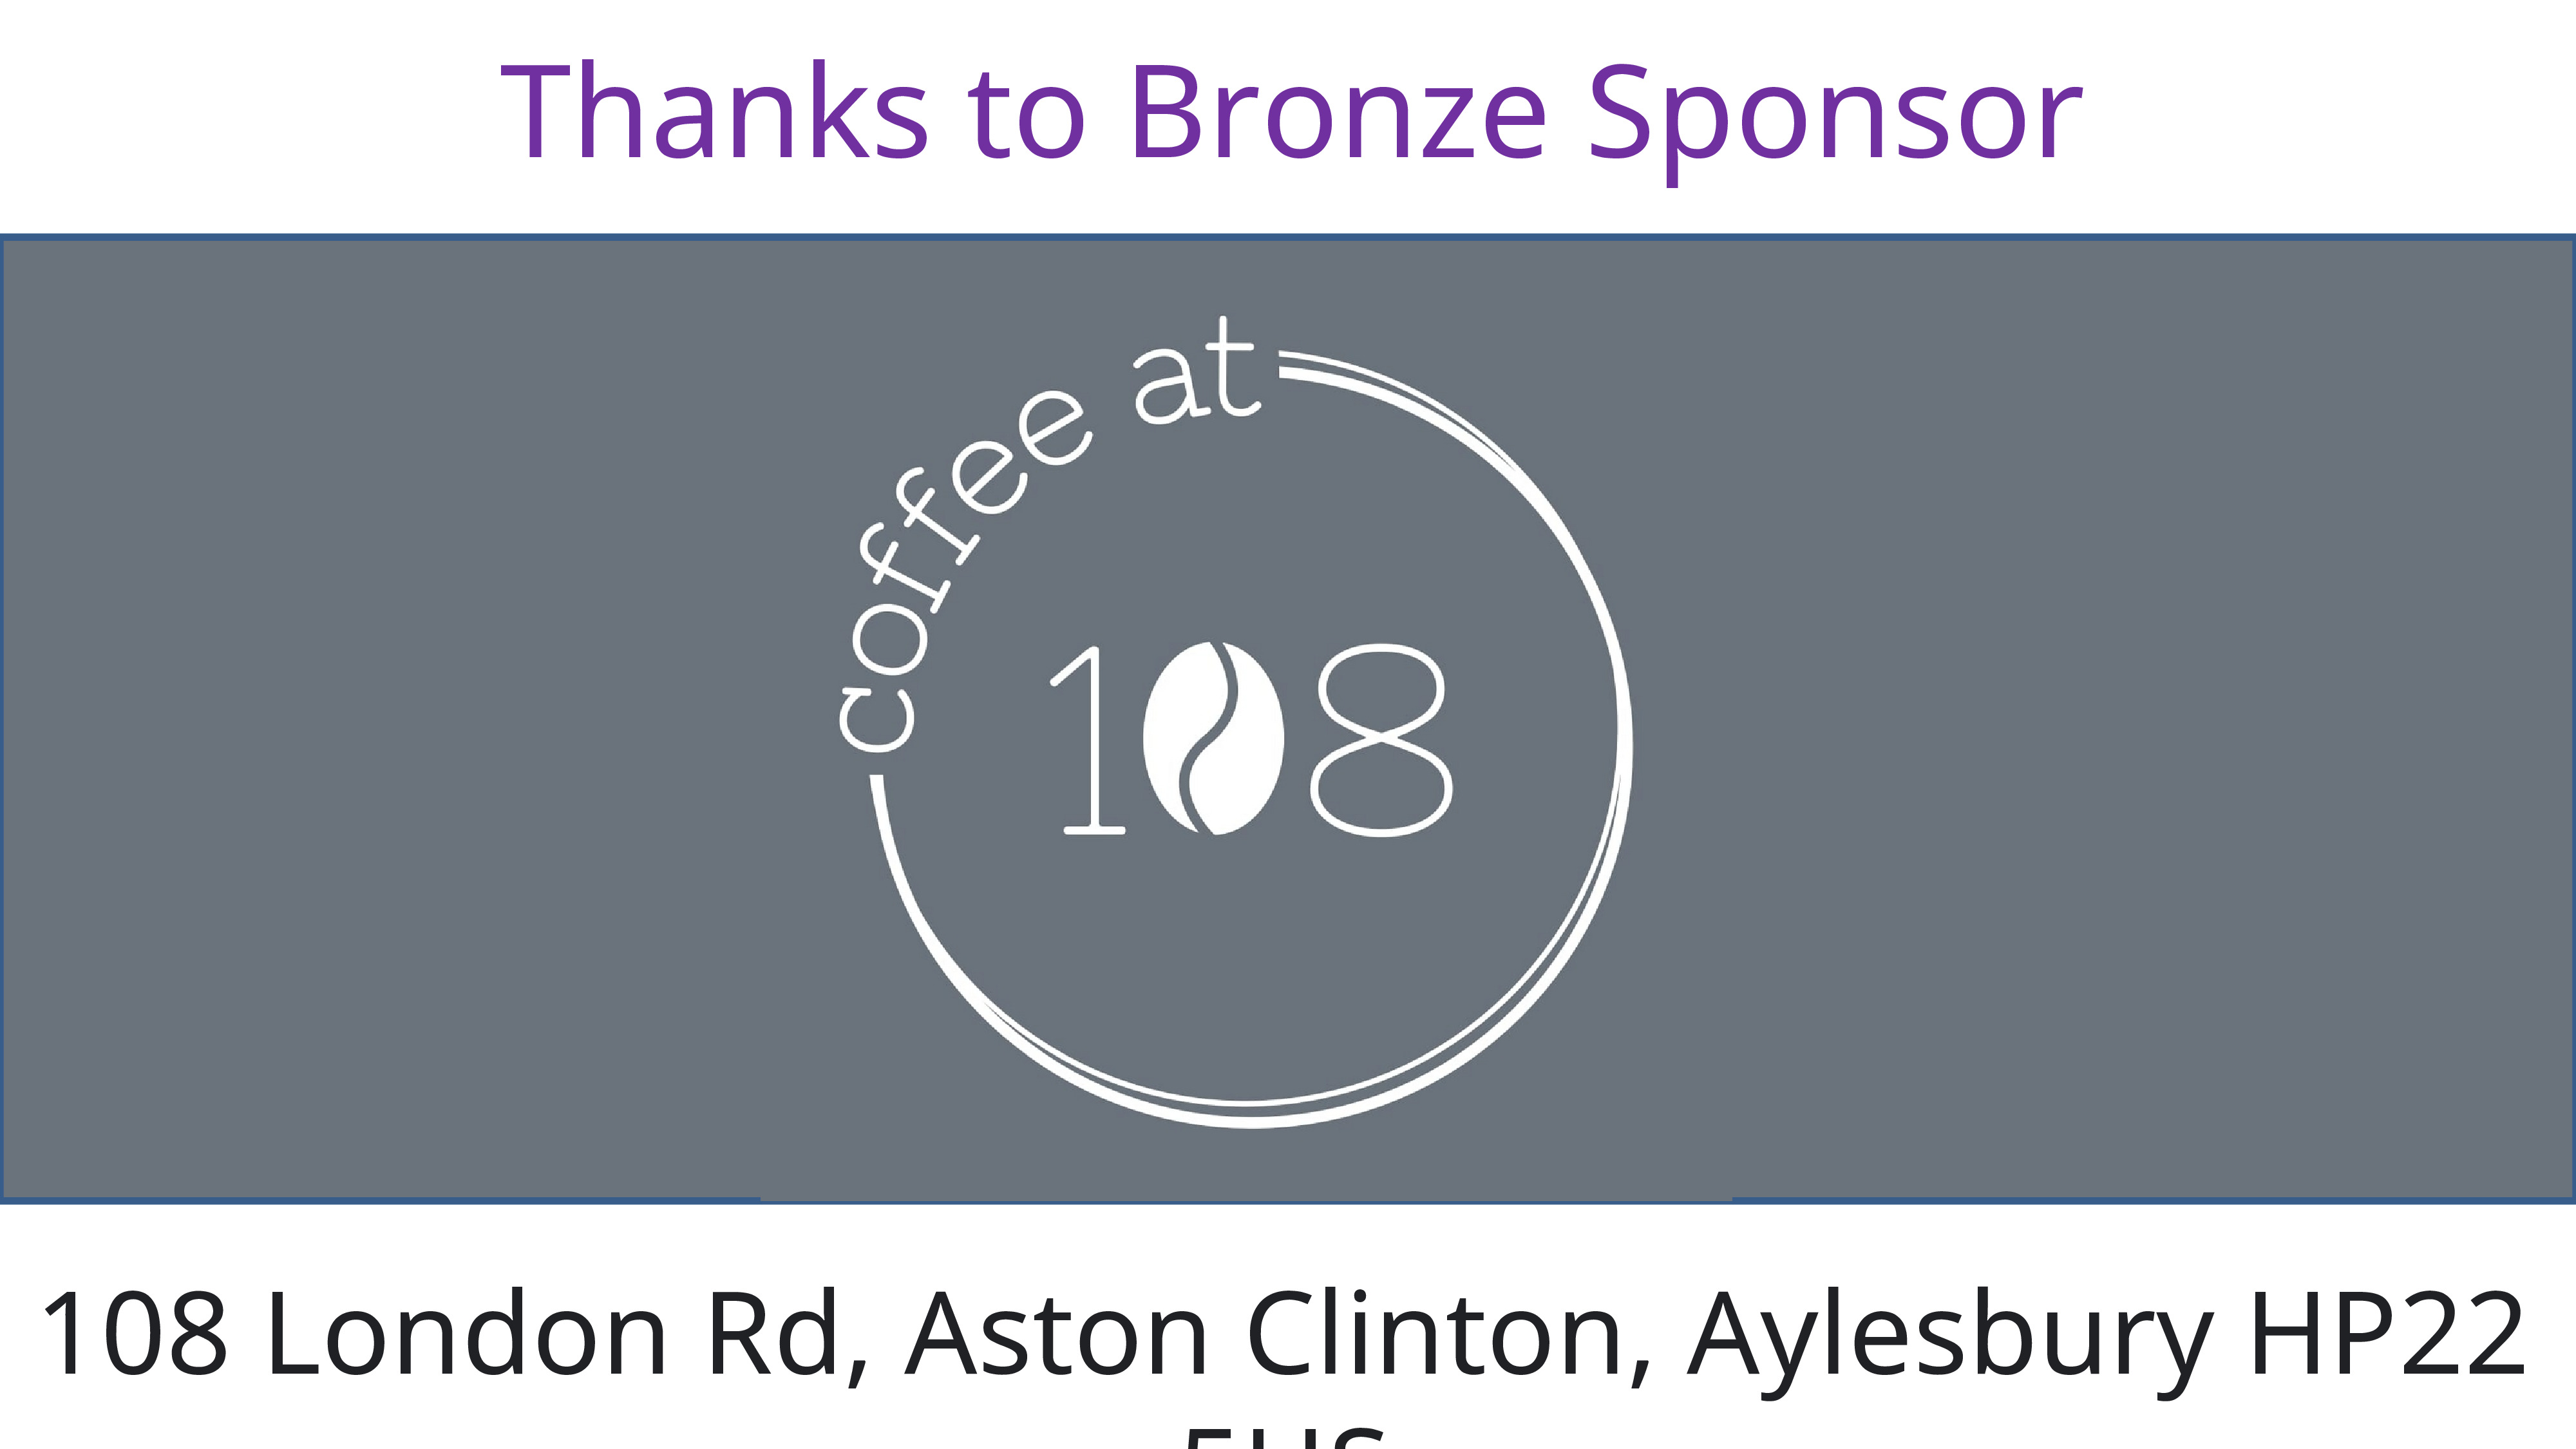 Thanks to Bronze Sponsor
coffee at
108
108 London Rd, Aston Clinton, Aylesbury HP22